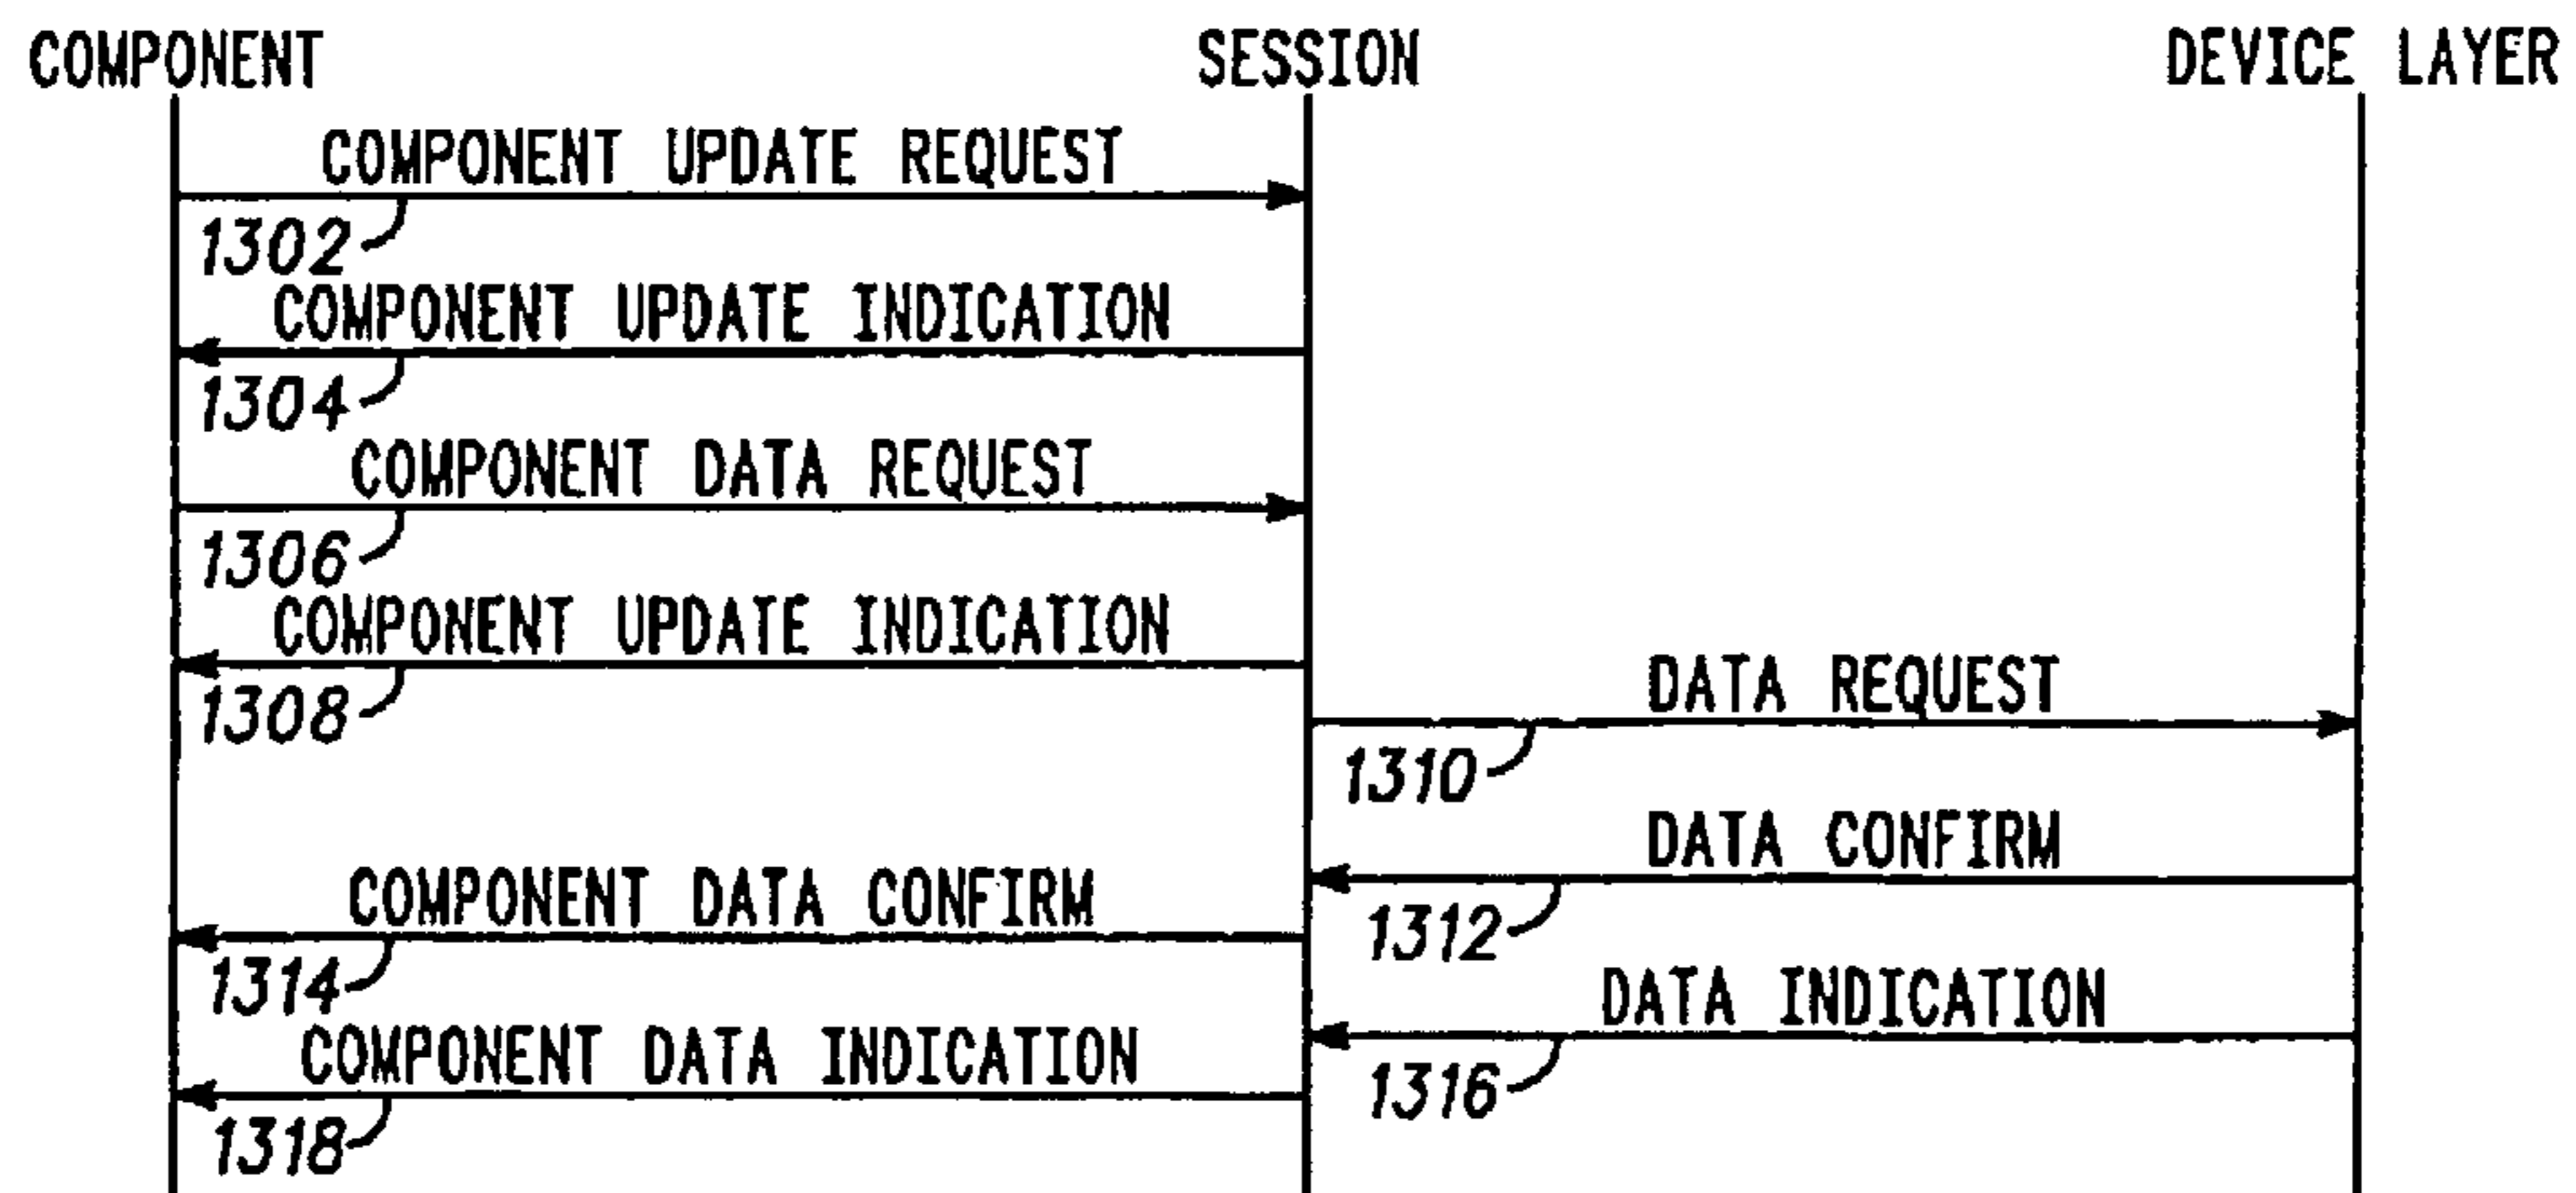 COMPONENT SESSION DEVICE LAYER
COMPONENT UPDATE REQUEST
1302
COMPONENT UPDATE INDICATION
1304
COMPONENT DATA REQUEST
1306
COMPONENT UPDATE INDICATION
1308
DATA REQUEST
1310
DATA CONFIRM
1312
COMPONENT DATA CONFIRM
1314
DATA INDICATION
1316
COMPONENT DATA INDICATION
1318